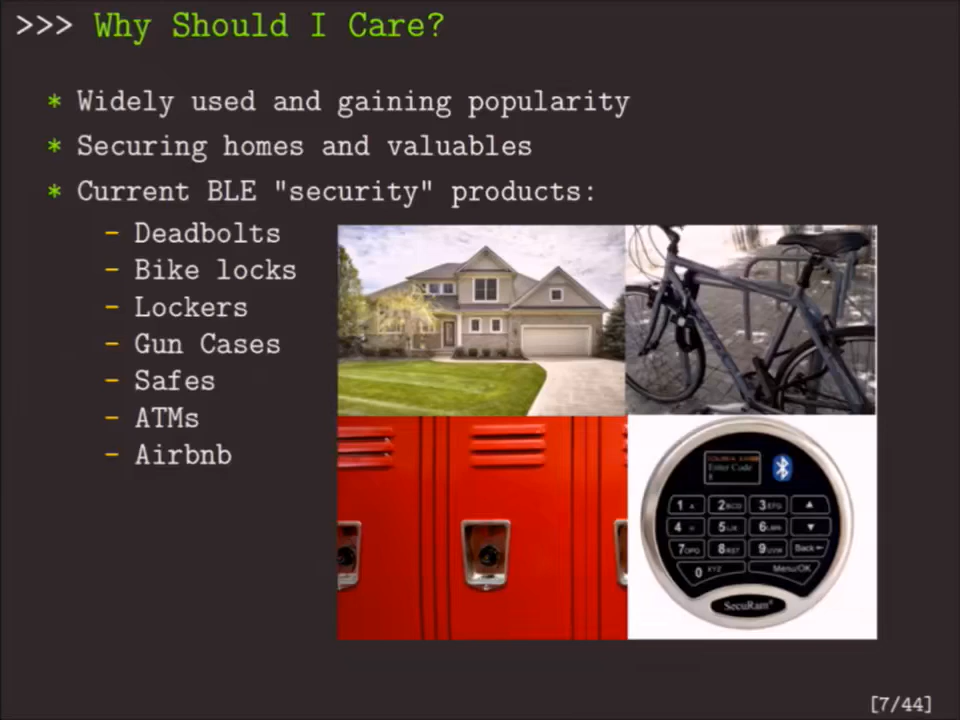 >>> Why Should I Care?
* Widely used and gaining popularity
* Securing homes and valuables
* Current BLE "security" products:
- Deadbolts
- Bike locks
- Lockers
- Gun Cases
- Safes
- ATMs
- Airbnb
Enter Code
1 2 3
4 5 6
7 8 9 Back
0 XYZ Menu/OK
SecuRam
[7/44]